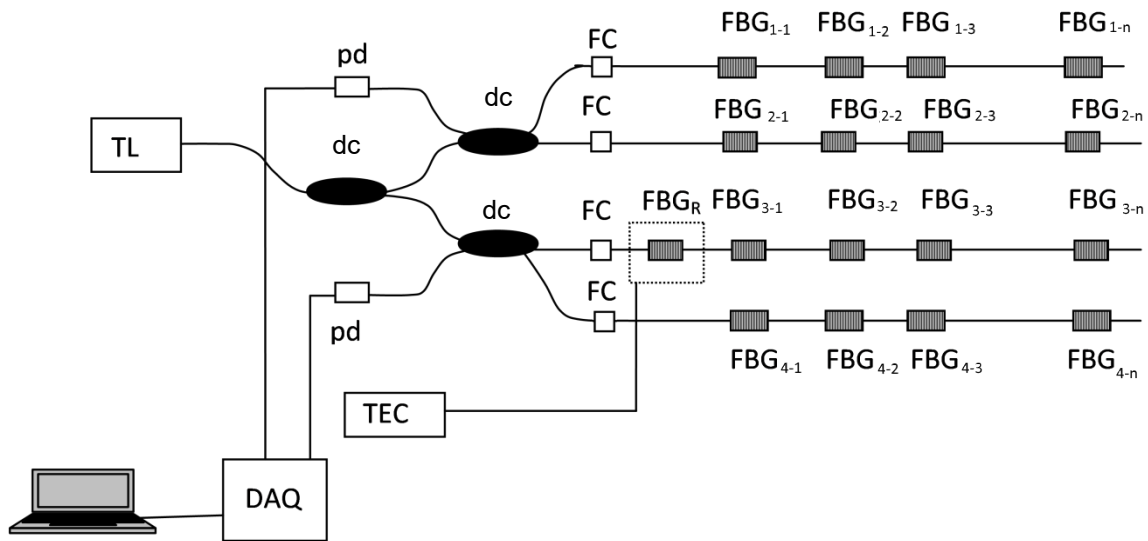 FBG1-1 FBG1-2 FBG1-3 FBG1-n
pd FC
dc
FC FBG2-1 FBG2-2 FBG2-3 FBG2-n
TL dc
dc FC FBGR FBG3-1 FBG3-2 FBG3-3 FBG3-n
FC
pd
FBG4-1 FBG4-2 FBG4-3 FBG4-n
TEC
DAQ